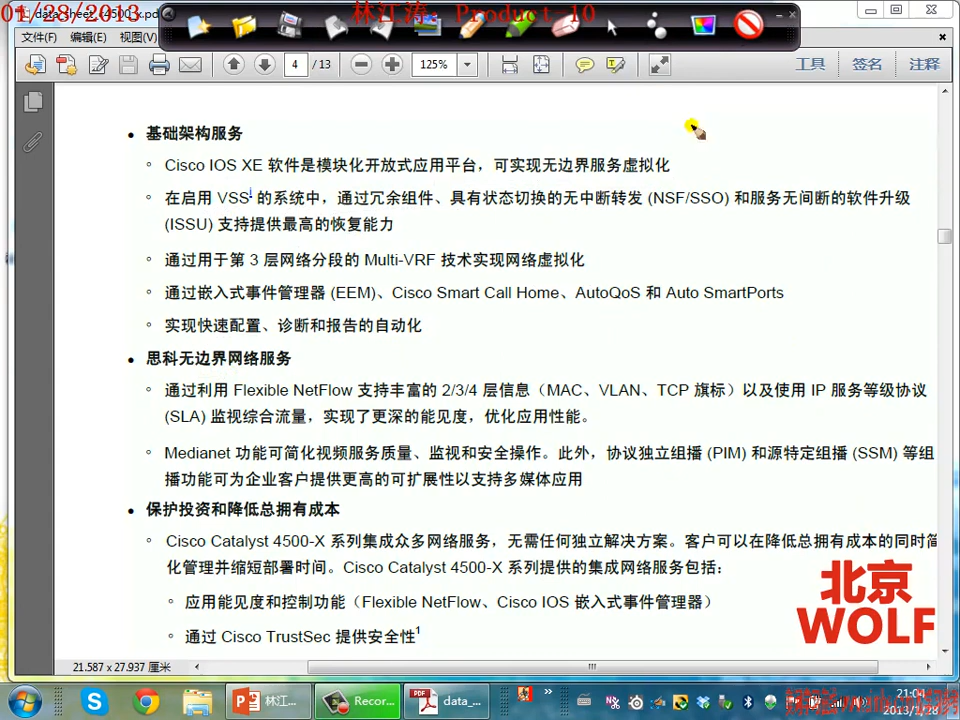 01/28/2013
林江涛：Product-10
data_sheet_c4500-x.pd
文件(F) 编辑(E) 视图(V)
4 / 13 125% 工具 签名 注释
• 基础架构服务
◦ Cisco IOS XE 软件是模块化开放式应用平台，可实现无边界服务虚拟化
◦ 在启用 VSS¹ 的系统中，通过冗余组件、具有状态切换的无中断转发 (NSF/SSO) 和服务无间断的软件升级
(ISSU) 支持提供最高的恢复能力
◦ 通过用于第 3 层网络分段的 Multi-VRF 技术实现网络虚拟化
◦ 通过嵌入式事件管理器 (EEM)、Cisco Smart Call Home、AutoQoS 和 Auto SmartPorts
◦ 实现快速配置、诊断和报告的自动化
• 思科无边界网络服务
◦ 通过利用 Flexible NetFlow 支持丰富的 2/3/4 层信息（MAC、VLAN、TCP 旗标）以及使用 IP 服务等级协议
(SLA) 监视综合流量，实现了更深的能见度，优化应用性能。
◦ Medianet 功能可简化视频服务质量、监视和安全操作。此外，协议独立组播 (PIM) 和源特定组播 (SSM) 等组
播功能可为企业客户提供更高的可扩展性以支持多媒体应用
• 保护投资和降低总拥有成本
◦ Cisco Catalyst 4500-X 系列集成众多网络服务，无需任何独立解决方案。客户可以在降低总拥有成本的同时简
化管理并缩短部署时间。Cisco Catalyst 4500-X 系列提供的集成网络服务包括：
◦ 应用能见度和控制功能（Flexible NetFlow、Cisco IOS 嵌入式事件管理器）
◦ 通过 Cisco TrustSec 提供安全性¹
北京
WOLF
21.587 x 27.937 厘米
林江... Recor... data_...
21:04
2013/1/28